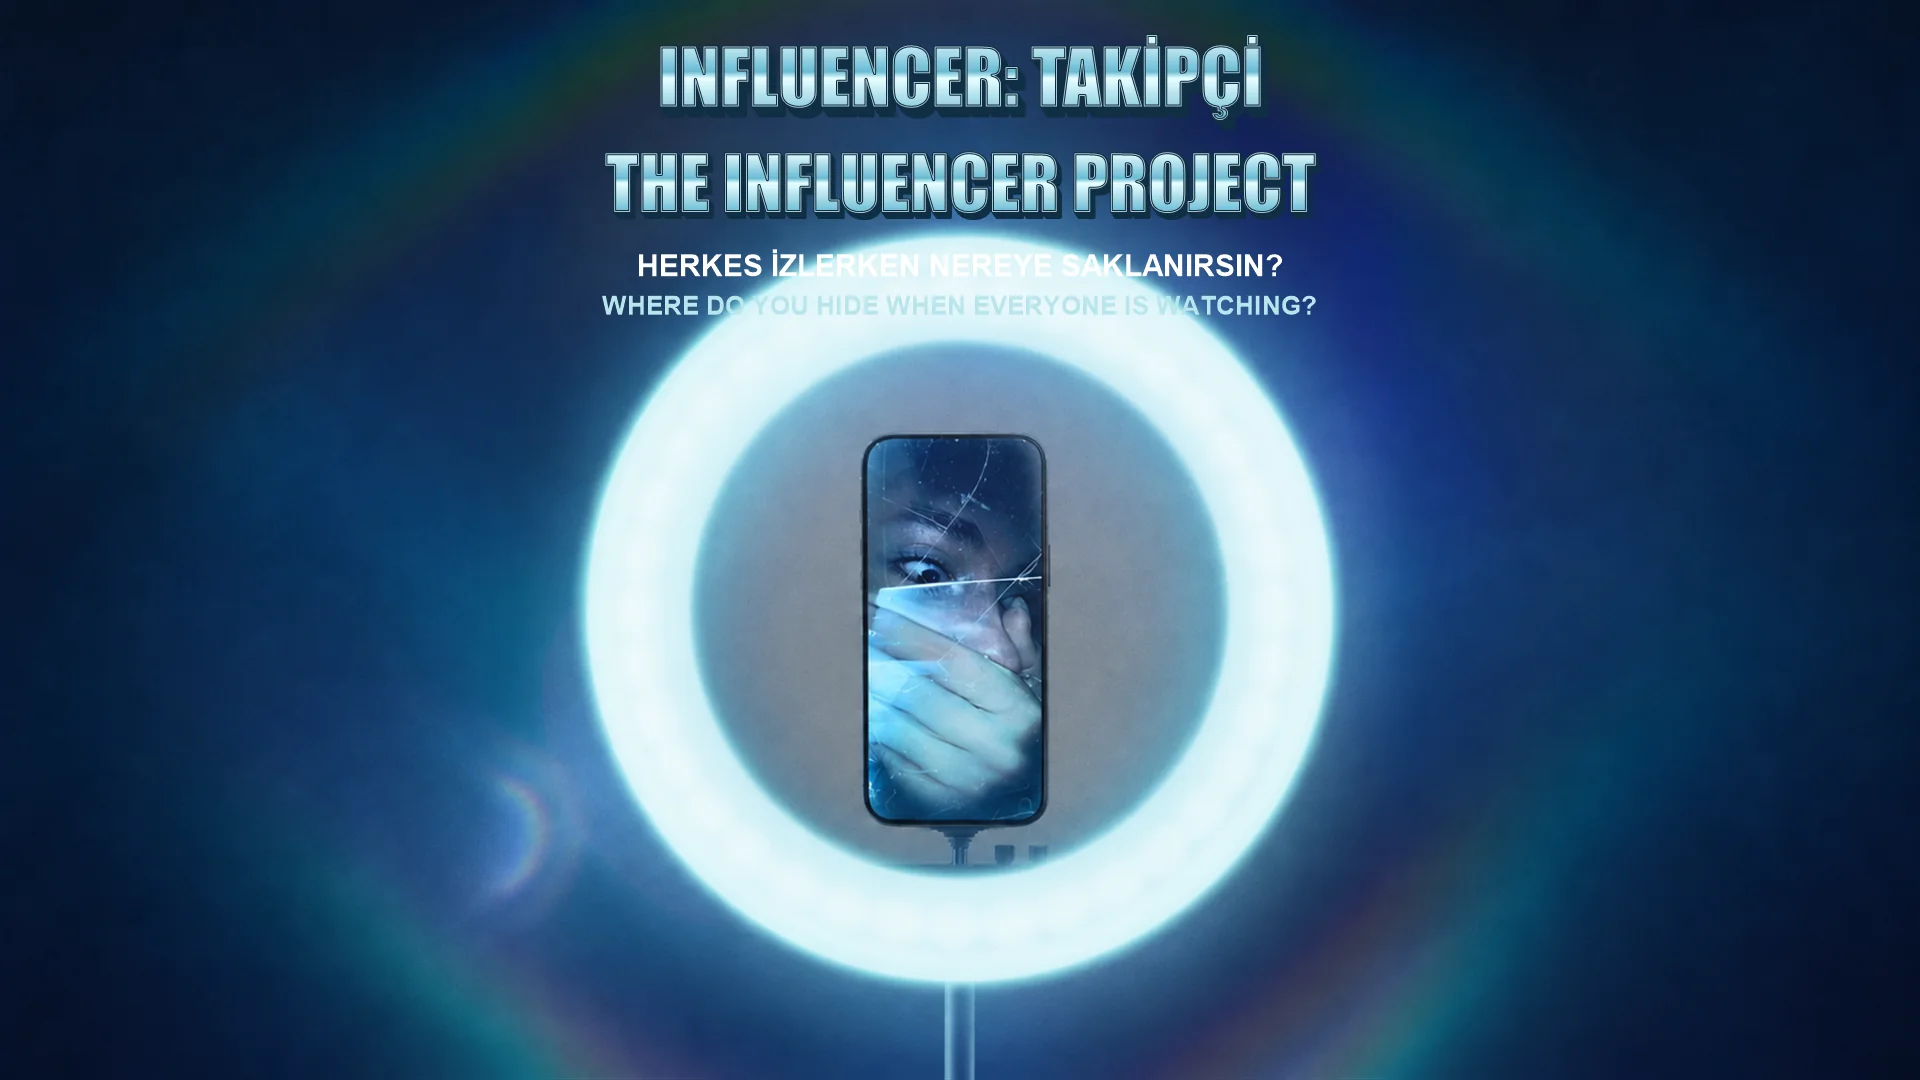 INFLUENCER: TAKİPÇİ
THE INFLUENCER PROJECT
HERKES İZLERKEN NEREYE SAKLANIRSIN?
WHERE DO YOU HIDE WHEN EVERYONE IS WATCHING?